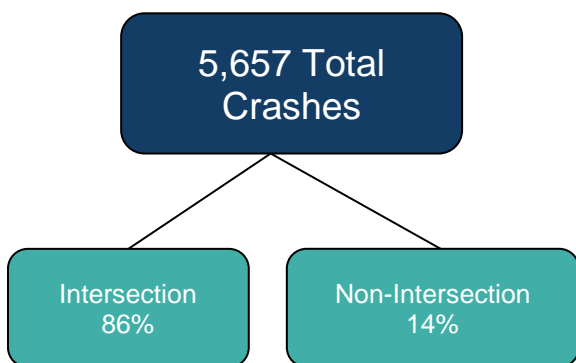 5,657 Total
Crashes
Intersection
86%
Non-Intersection
14%